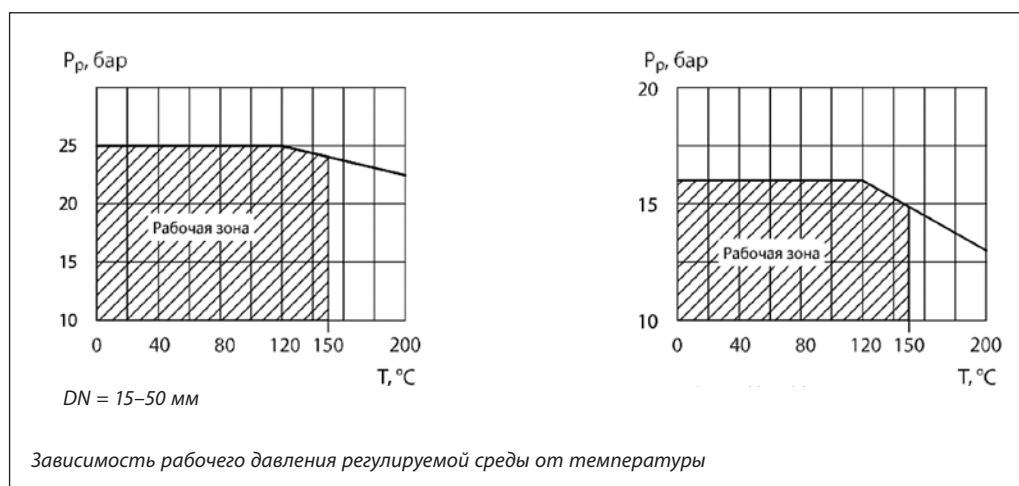 Pр, бар
25
20
15
10
Рабочая зона
0 40 80 120 150 200
T, °C
DN = 15–50 мм
Pр, бар
20
15
10
Рабочая зона
0 40 80 120 150 200
T, °C
Зависимость рабочего давления регулируемой среды от температуры